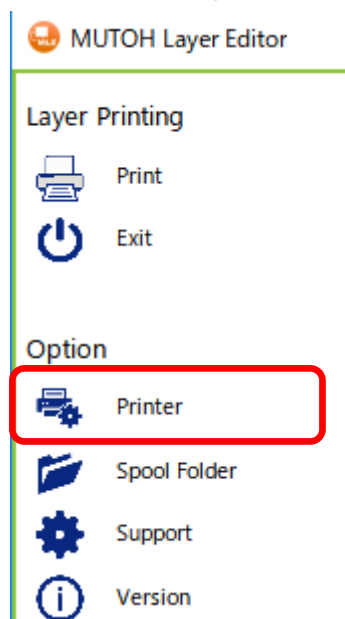 MUTOH Layer Editor
Layer Printing
Print
Exit
Option
Printer
Spool Folder
Support
Version